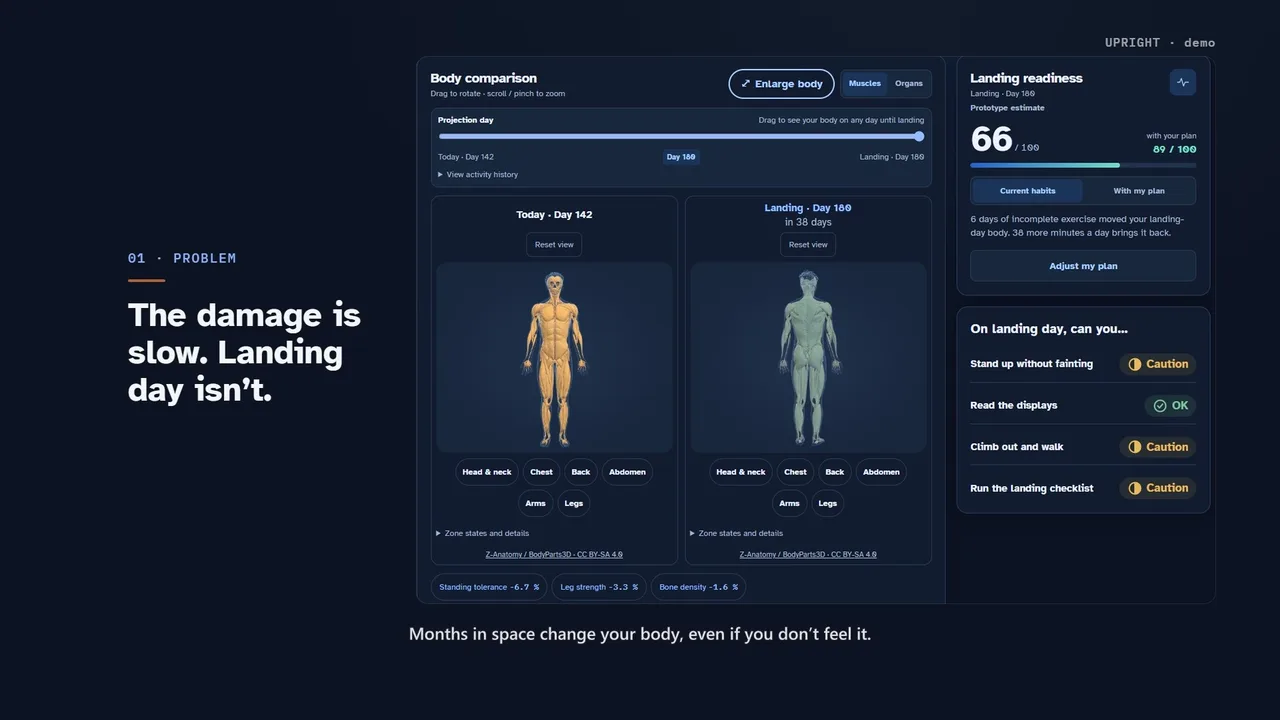 UPRIGHT · demo
01 · PROBLEM
The damage is
slow. Landing
day isn’t.
Body comparison
Drag to rotate · scroll / pinch to zoom
Enlarge body
Muscles
Organs
Projection day
Drag to see your body on any day until landing
Today · Day 142
Day 180
Landing · Day 180
View activity history
Today · Day 142
Reset view
Head & neck
Chest
Back
Abdomen
Arms
Legs
Zone states and details
Z-Anatomy / BodyParts3D · CC BY-SA 4.0
Landing · Day 180
in 38 days
Reset view
Head & neck
Chest
Back
Abdomen
Arms
Legs
Zone states and details
Z-Anatomy / BodyParts3D · CC BY-SA 4.0
Standing tolerance -6.7 %
Leg strength -3.3 %
Bone density -1.6 %
Landing readiness
Landing · Day 180
Prototype estimate
66 / 100
with your plan
89 / 100
Current habits
With my plan
6 days of incomplete exercise moved your landing-
day body. 38 more minutes a day brings it back.
Adjust my plan
On landing day, can you...
Stand up without fainting
Caution
Read the displays
OK
Climb out and walk
Caution
Run the landing checklist
Caution
Months in space change your body, even if you don’t feel it.